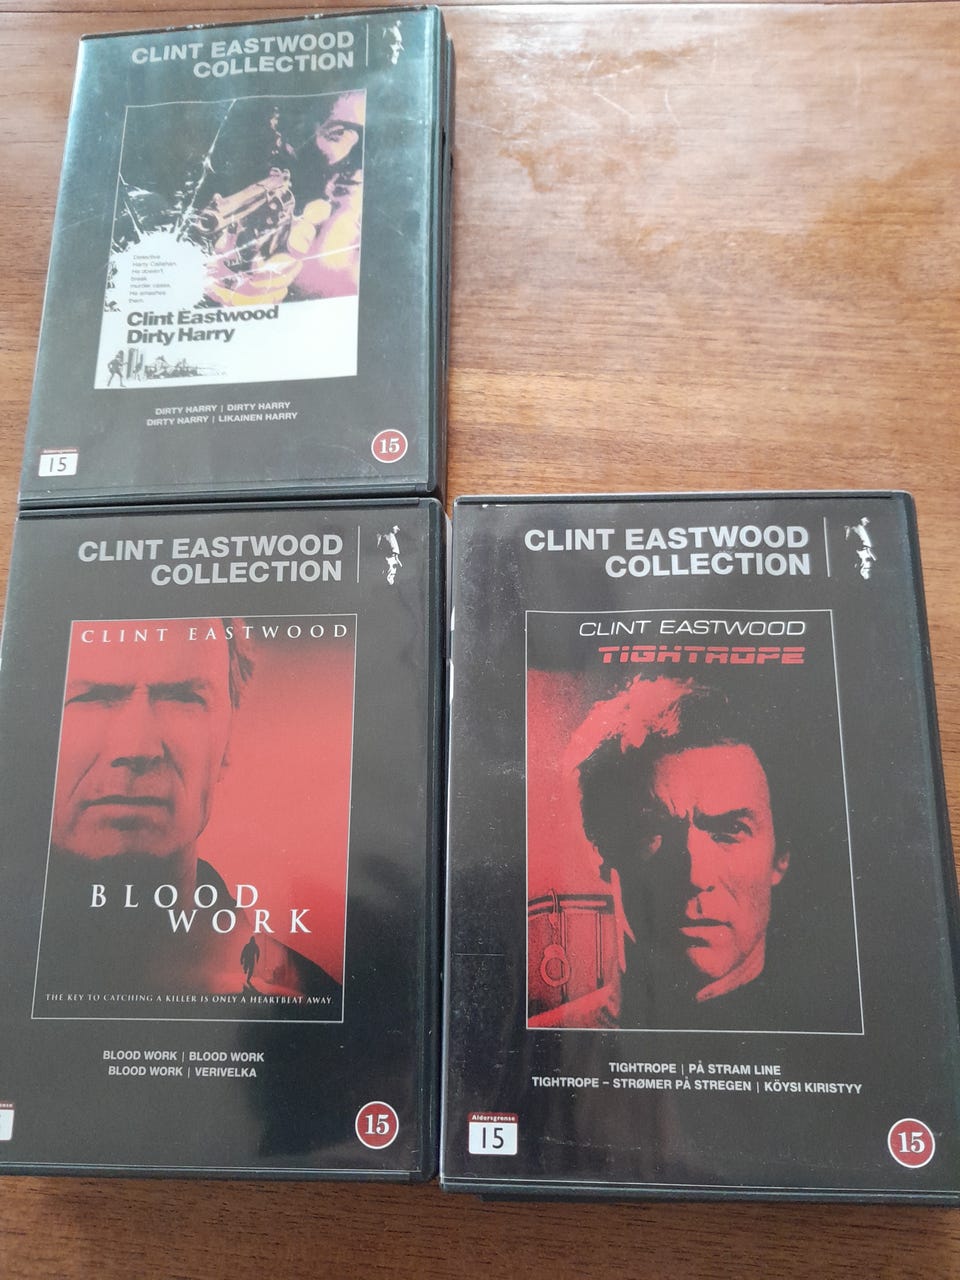 CLINT EASTWOOD
COLLECTION
Detective
Harry Callahan.
He doesn't
break
murder cases.
He smashes
them.
Clint Eastwood
Dirty Harry
DIRTY HARRY | DIRTY HARRY
DIRTY HARRY | LIKAINEN HARRY
Aldersgrense
15
15
CLINT EASTWOOD
COLLECTION
CLINT EASTWOOD
BLOOD
WORK
THE KEY TO CATCHING A KILLER IS ONLY A HEARTBEAT AWAY.
BLOOD WORK | BLOOD WORK
BLOOD WORK | VERIVELKA
15
CLINT EASTWOOD
COLLECTION
CLINT EASTWOOD
TIGHTROPE
TIGHTROPE | PÅ STRAM LINE
TIGHTROPE – STRØMER PÅ STREGEN | KÖYSI KIRISTYY
Aldersgrense
15
15